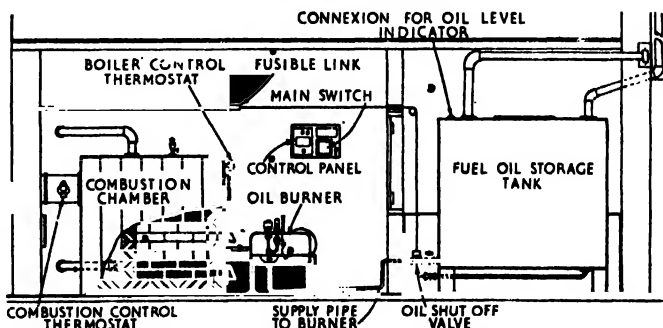 CONNEXION FOR OIL LEVEL
INDICATOR
BOILER CONTROL
THERMOSTAT
FUSIBLE LINK
MAIN SWITCH
CONTROL PANEL
FUEL OIL STORAGE
TANK
COMBUSTION
CHAMBER
OIL BURNER
COMBUSTION CONTROL
THERMOSTAT
SUPPLY PIPE
TO BURNER
OIL SHUT OFF
VALVE